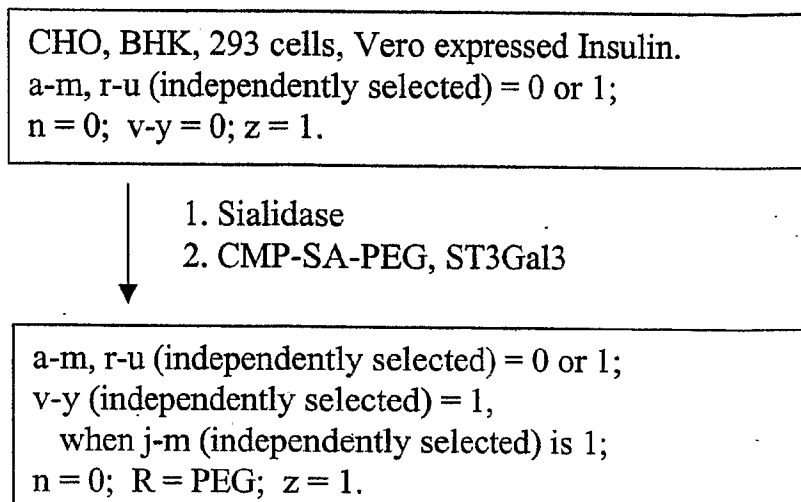 CHO, BHK, 293 cells, Vero expressed Insulin.
a-m, r-u (independently selected) = 0 or 1;
n = 0; v-y = 0; z = 1.
1. Sialidase
2. CMP-SA-PEG, ST3Gal3
a-m, r-u (independently selected) = 0 or 1;
v-y (independently selected) = 1,
when j-m (independently selected) is 1;
n = 0; R = PEG; z = 1.